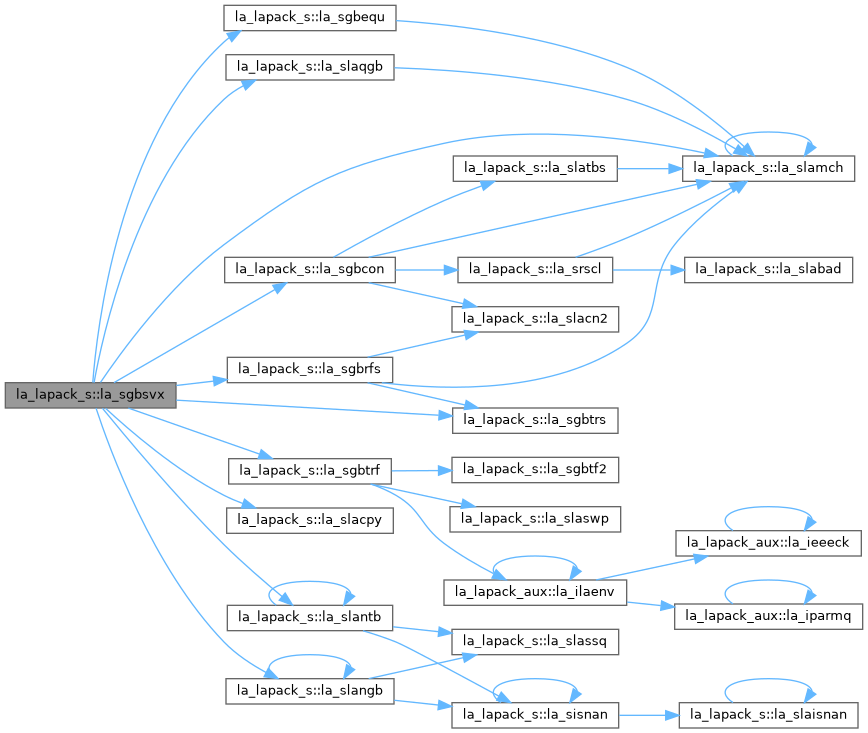 la_lapack_s::la_sgbequ
la_lapack_s::la_slaqgb
la_lapack_s::la_slatbs
la_lapack_s::la_slamch
la_lapack_s::la_sgbcon
la_lapack_s::la_srscl
la_lapack_s::la_slabad
la_lapack_s::la_slacn2
la_lapack_s::la_sgbrfs
la_lapack_s::la_sgbsvx
la_lapack_s::la_sgbtrs
la_lapack_s::la_sgbtrf
la_lapack_s::la_sgbtf2
la_lapack_s::la_slacpy
la_lapack_s::la_slaswp
la_lapack_aux::la_ieeeck
la_lapack_aux::la_ilaenv
la_lapack_aux::la_iparmq
la_lapack_s::la_slantb
la_lapack_s::la_slassq
la_lapack_s::la_slangb
la_lapack_s::la_sisnan
la_lapack_s::la_slaisnan